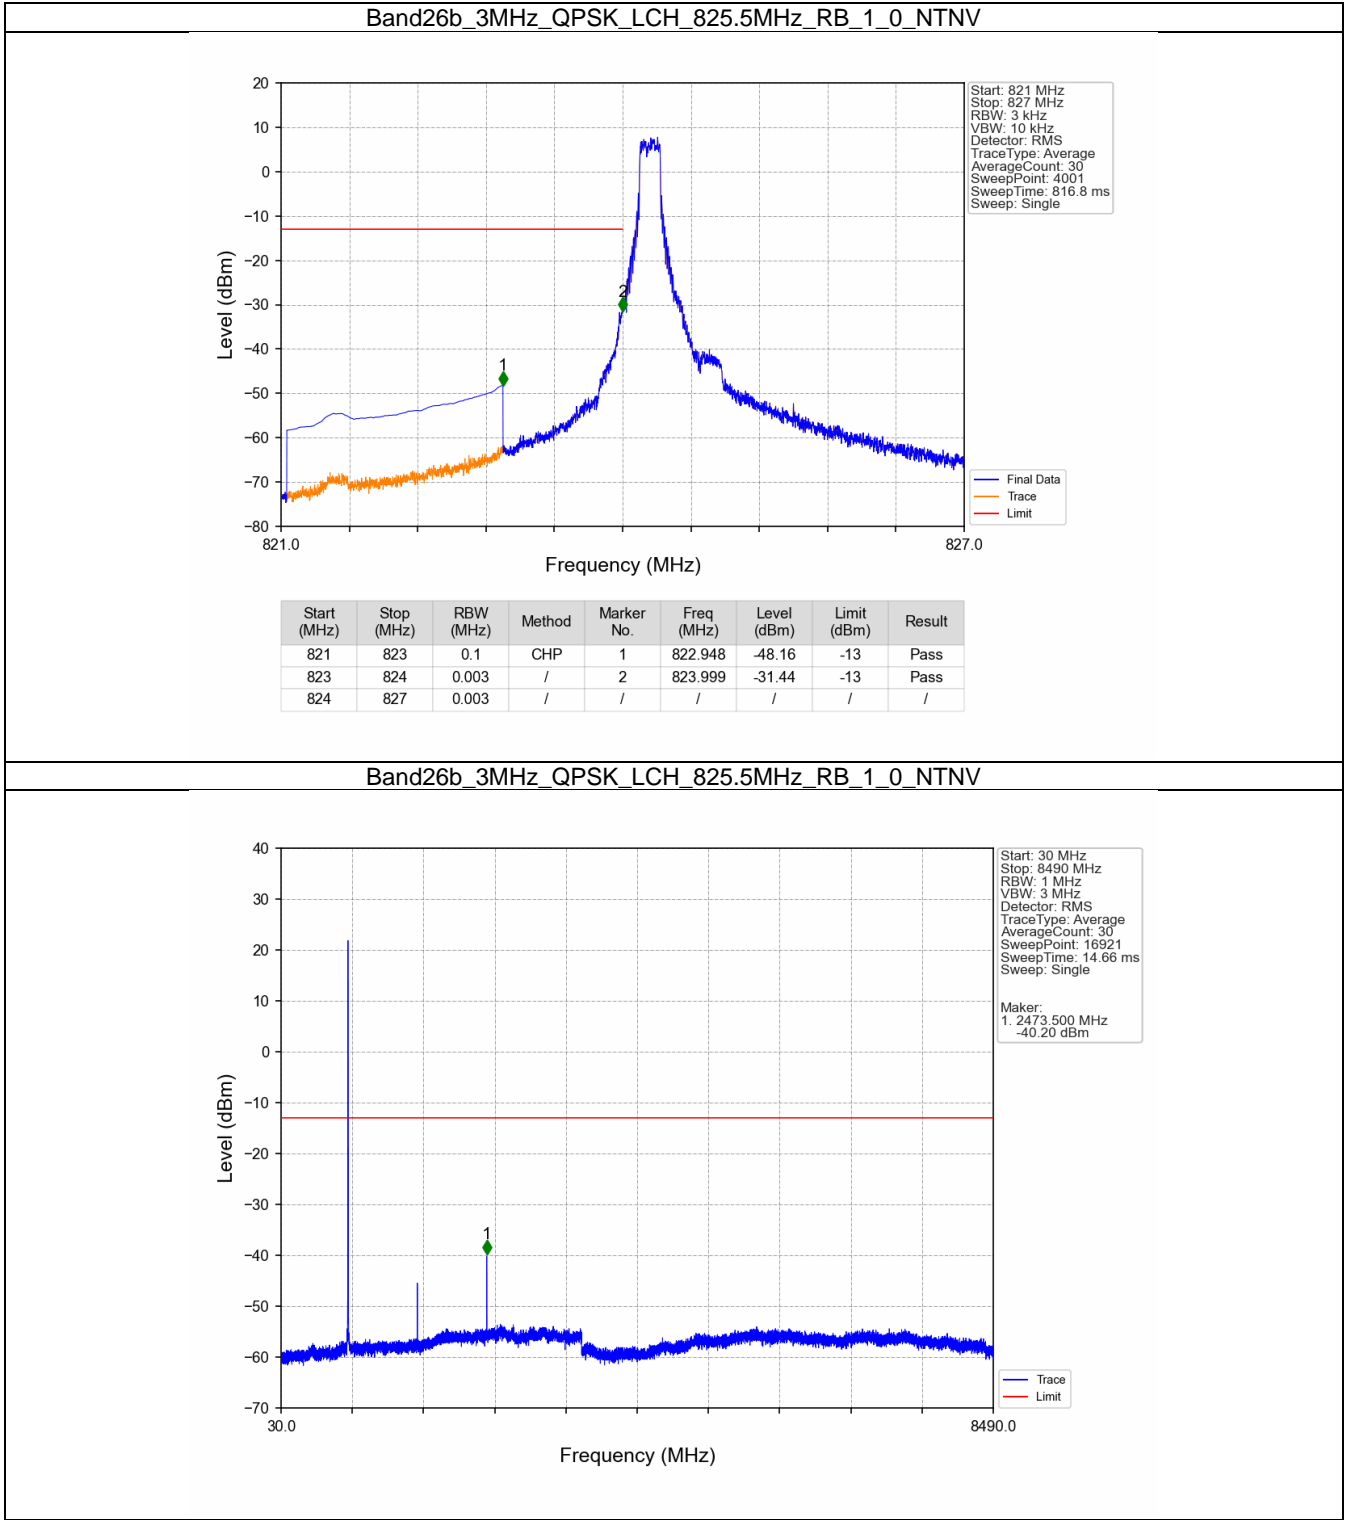 Band26b_3MHz_QPSK_LCH_825.5MHz_RB_1_0_NTNV
20
10
0
−10
−20
−30
−40
−50
−60
−70
−80
Level (dBm)
1
2
821.0
827.0
Frequency (MHz)
Start: 821 MHz
Stop: 827 MHz
RBW: 3 kHz
VBW: 10 kHz
Detector: RMS
TraceType: Average
AverageCount: 30
SweepPoint: 4001
SweepTime: 816.8 ms
Sweep: Single
Final Data
Trace
Limit
Start (MHz) Stop (MHz) RBW (MHz) Method Marker No. Freq (MHz) Level (dBm) Limit (dBm) Result
821 823 0.1 CHP 1 822.948 -48.16 -13 Pass
823 824 0.003 / 2 823.999 -31.44 -13 Pass
824 827 0.003 / / / / / /
Band26b_3MHz_QPSK_LCH_825.5MHz_RB_1_0_NTNV
40
30
20
10
0
−10
−20
−30
−40
−50
−60
−70
Level (dBm)
1
30.0
8490.0
Frequency (MHz)
Start: 30 MHz
Stop: 8490 MHz
RBW: 1 MHz
VBW: 3 MHz
Detector: RMS
TraceType: Average
AverageCount: 30
SweepPoint: 16921
SweepTime: 14.66 ms
Sweep: Single
Maker:
1. 2473.500 MHz
-40.20 dBm
Trace
Limit